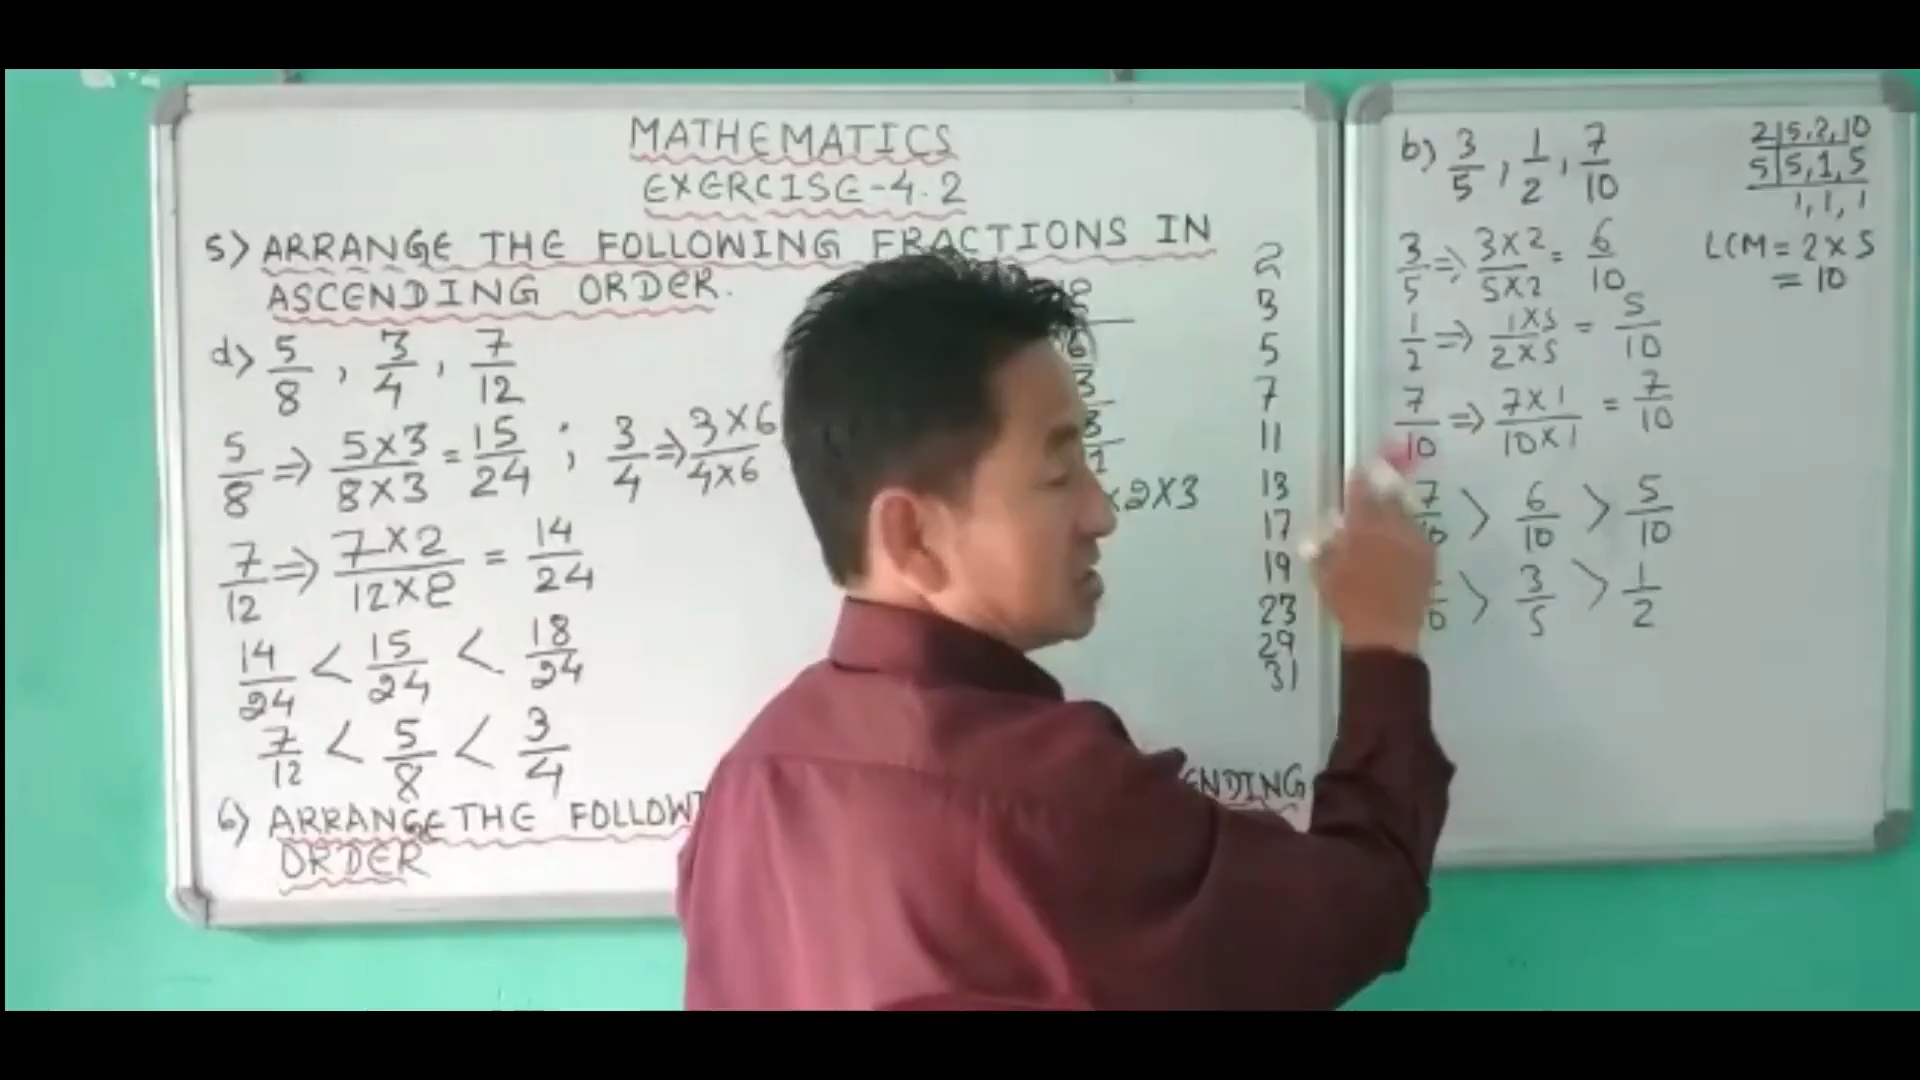 MATHEMATICS
EXERCISE-4.2
5) ARRANGE THE FOLLOWING FRACTIONS IN
ASCENDING ORDER.
d) 5/8 , 3/4 , 7/12
5/8 ⇒ 5×3/8×3 = 15/24 ; 3/4 ⇒ 3×6/4×6
7/12 ⇒ 7×2/12×2 = 14/24
14/24 < 15/24 < 18/24
7/12 < 5/8 < 3/4
6) ARRANGE THE ENDING
ORDER
×2×3
2
3
5
7
11
13
17
19
23
29
31
b) 3/5 , 1/2 , 7/10
3/5 ⇒ 3×2/5×2 = 6/10
1/2 ⇒ 1×5/2×5 = 5/10
7/10 ⇒ 7×1/10×1 = 7/10
7/10 > 6/10 > 5/10
> 3/5 > 1/2
2|5,2,10
5|5,1,5
1,1,1
LCM = 2×5
= 10